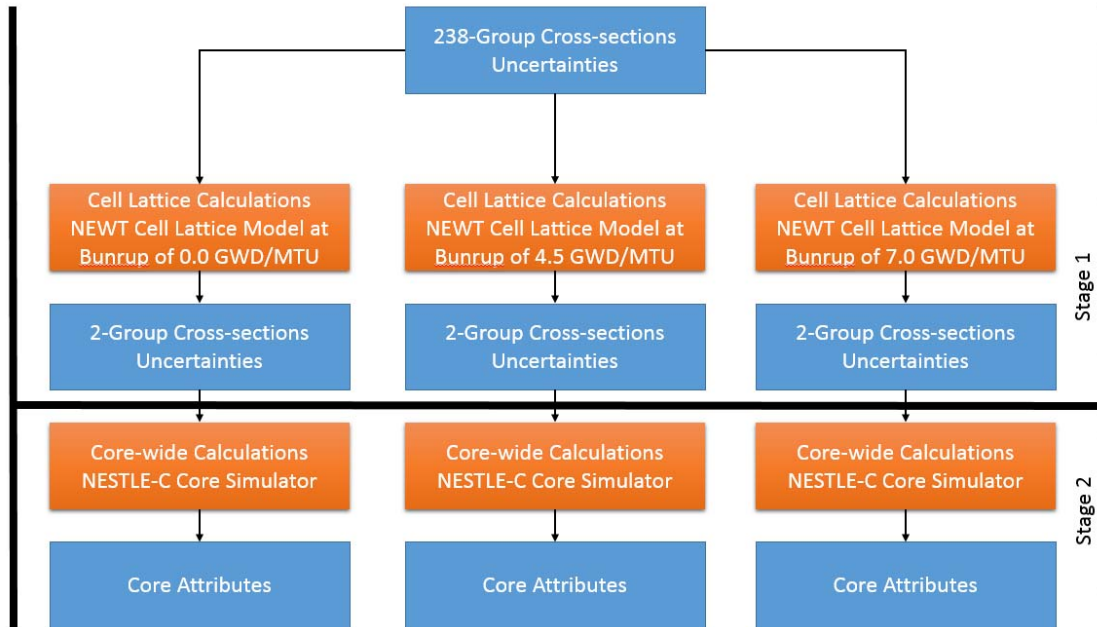 238-Group Cross-sections
Uncertainties
Cell Lattice Calculations
NEWT Cell Lattice Model at
Bunrup of 0.0 GWD/MTU
Cell Lattice Calculations
NEWT Cell Lattice Model at
Bunrup of 4.5 GWD/MTU
Cell Lattice Calculations
NEWT Cell Lattice Model at
Bunrup of 7.0 GWD/MTU
Stage 1
2-Group Cross-sections
Uncertainties
2-Group Cross-sections
Uncertainties
2-Group Cross-sections
Uncertainties
Core-wide Calculations
NESTLE-C Core Simulator
Core-wide Calculations
NESTLE-C Core Simulator
Core-wide Calculations
NESTLE-C Core Simulator
Stage 2
Core Attributes
Core Attributes
Core Attributes